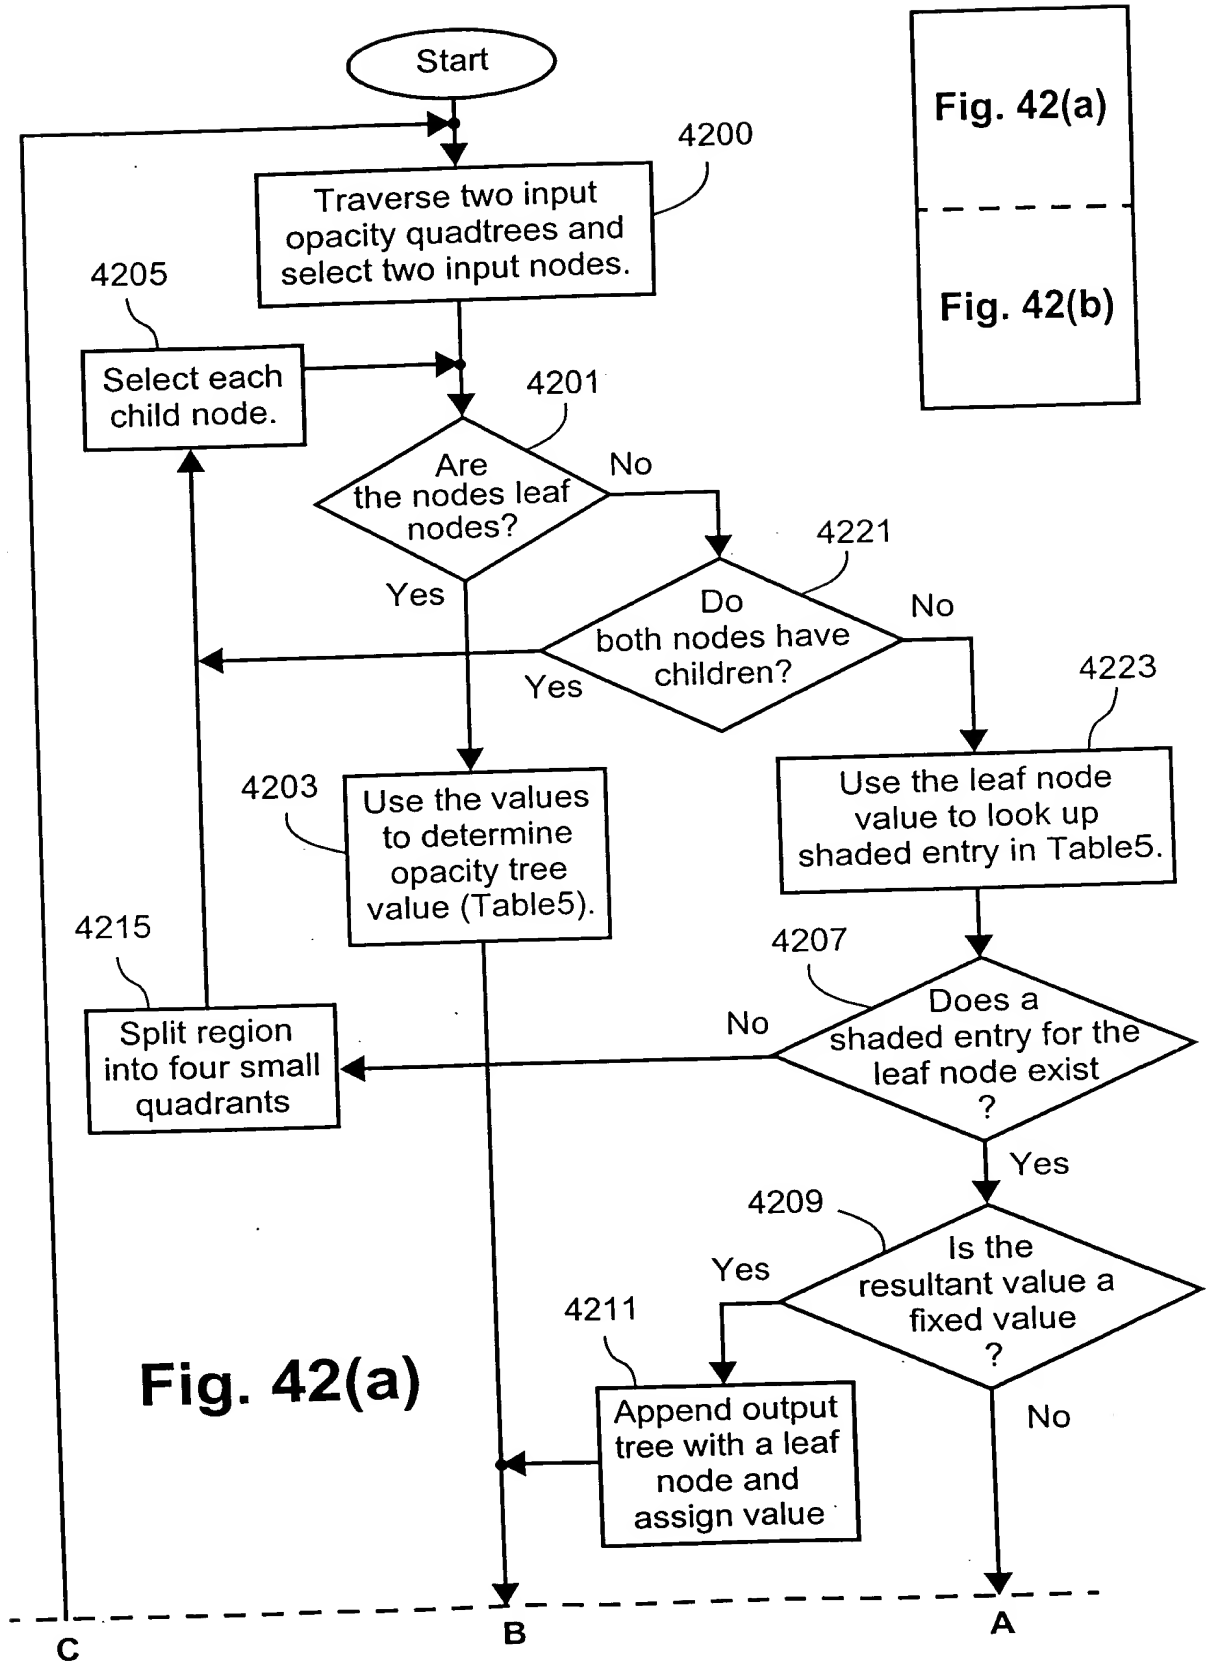 Start
Fig. 42(a)
4200
Traverse two input
opacity quadtrees and
select two input nodes.
4205
Fig. 42(b)
Select each
child node.
4201
Are
the nodes leaf
nodes?
No
Yes
4221
Do
both nodes have
children?
No
Yes
4223
4203
Use the values
to determine
opacity tree
value (Table5).
Use the leaf node
value to look up
shaded entry in Table5.
4215
Split region
into four small
quadrants
4207
No
Does a
shaded entry for the
leaf node exist
?
Yes
4209
Is the
resultant value a
fixed value
?
Yes
4211
No
Append output
tree with a leaf
node and
assign value
Fig. 42(a)
C
B
A